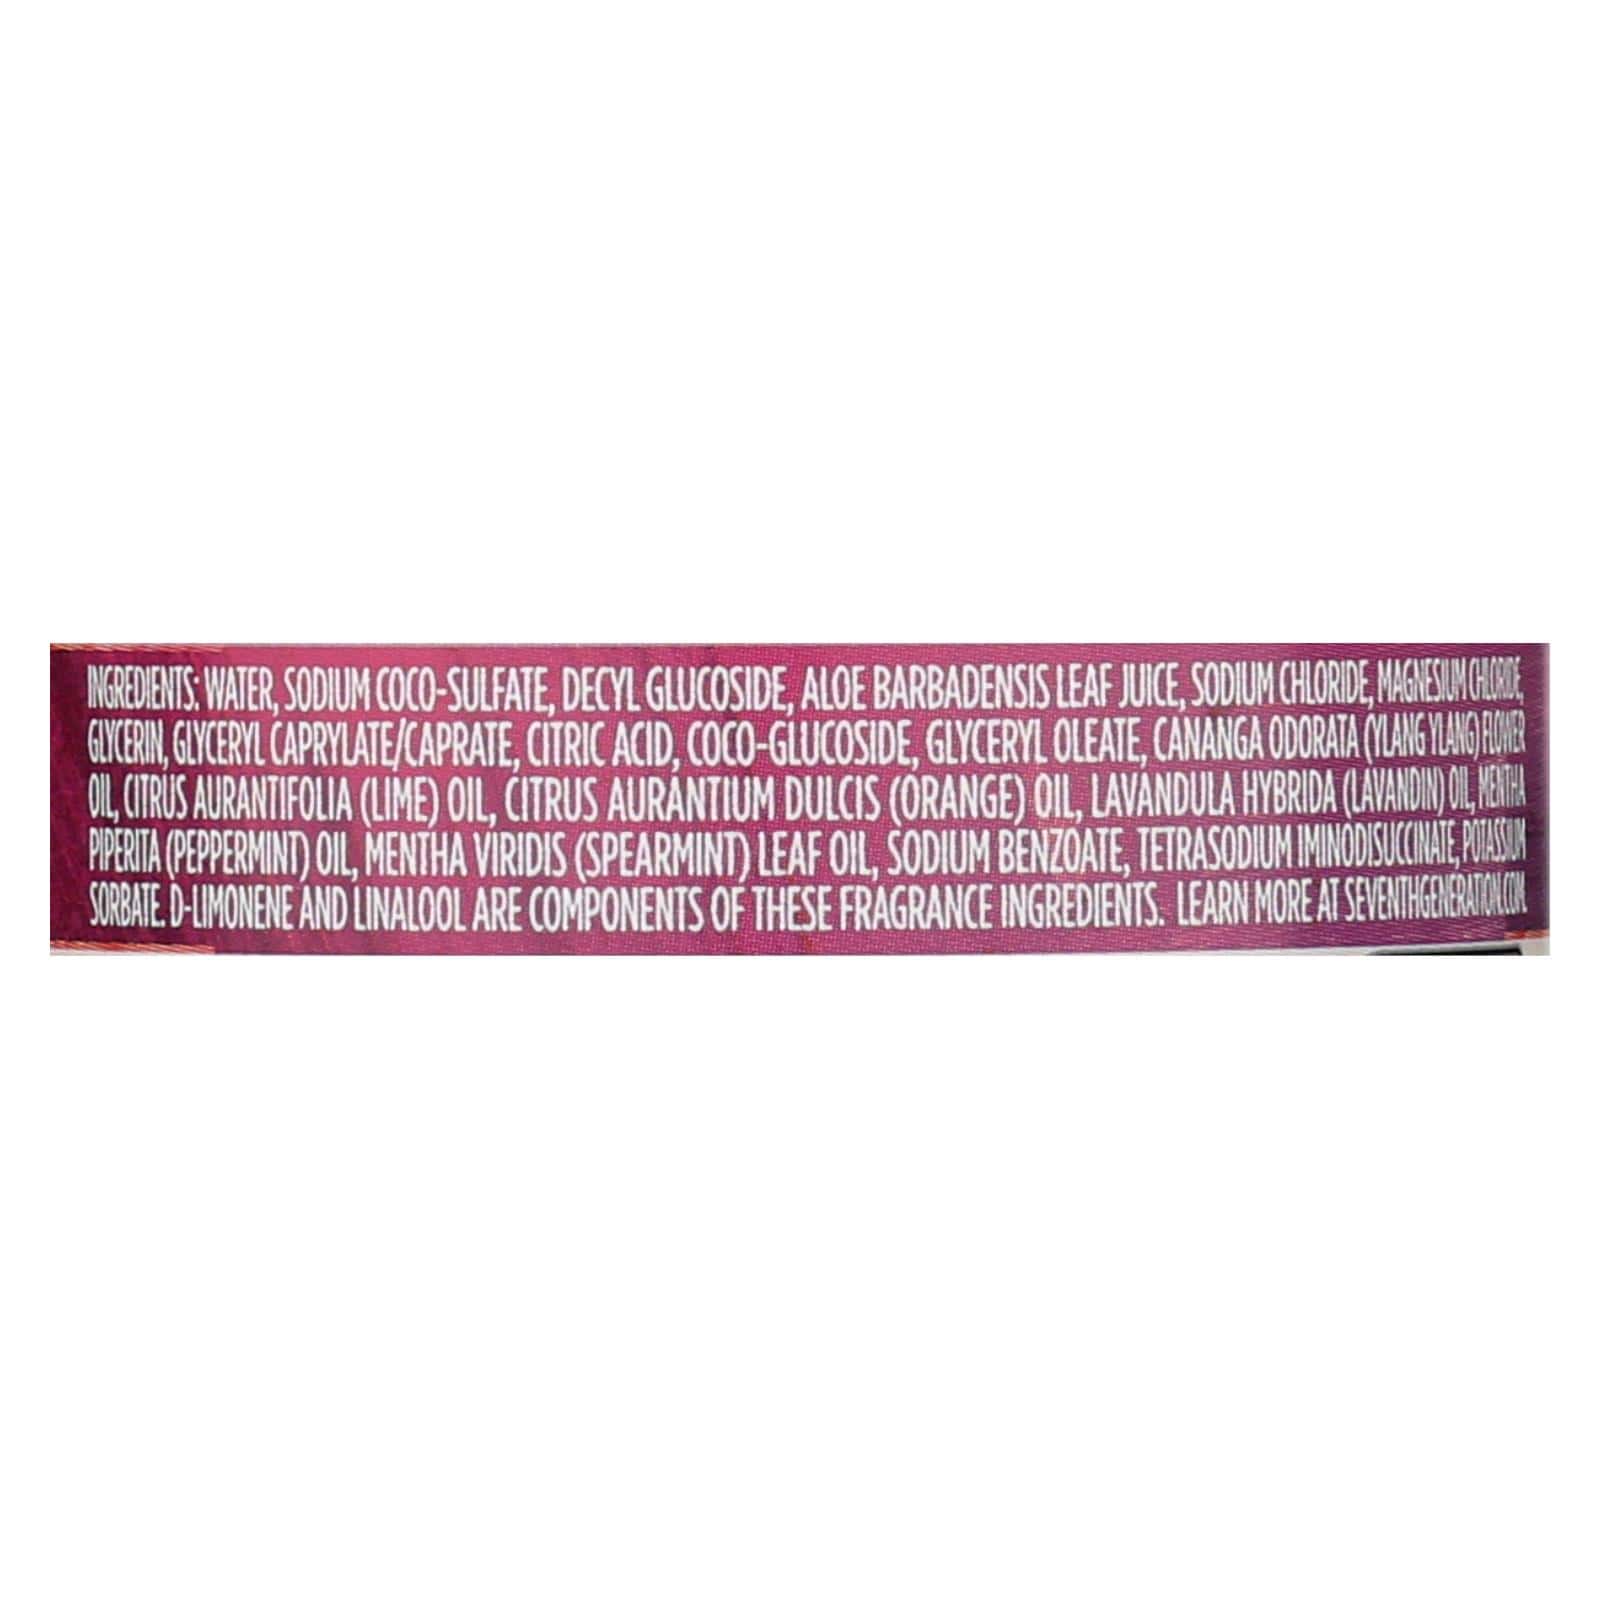 INGREDIENTS: WATER, SODIUM COCO-SULFATE, DECYL GLUCOSIDE, ALOE BARBADENSIS LEAF JUICE, SODIUM CHLORIDE, MAGNESIUM CHLORIDE,
GLYCERIN, GLYCERYL CAPRYLATE/CAPRATE, CITRIC ACID, COCO-GLUCOSIDE, GLYCERYL OLEATE, CANANGA ODORATA (YLANG YLANG) FLOWER
OIL, CITRUS AURANTIFOLIA (LIME) OIL, CITRUS AURANTIUM DULCIS (ORANGE) OIL, LAVANDULA HYBRIDA (LAVANDIN) OIL, MENTHA
PIPERITA (PEPPERMINT) OIL, MENTHA VIRIDIS (SPEARMINT) LEAF OIL, SODIUM BENZOATE, TETRASODIUM IMINODISUCCINATE, POTASSIUM
SORBATE. D-LIMONENE AND LINALOOL ARE COMPONENTS OF THESE FRAGRANCE INGREDIENTS. LEARN MORE AT SEVENTHGENERATION.COM.